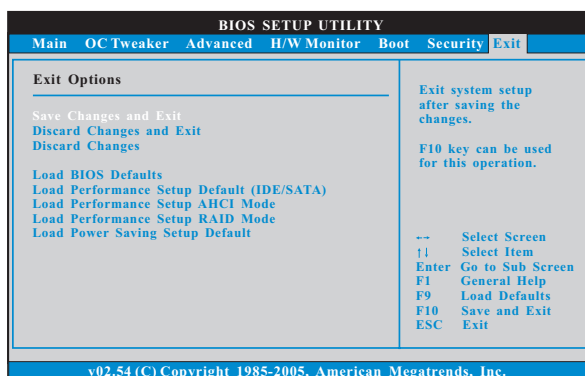 BIOS SETUP UTILITY
Main OC Tweaker Advanced H/W Monitor Boot Security Exit
Exit Options
Save Changes and Exit
Discard Changes and Exit
Discard Changes
Load BIOS Defaults
Load Performance Setup Default (IDE/SATA)
Load Performance Setup AHCI Mode
Load Performance Setup RAID Mode
Load Power Saving Setup Default
Exit system setup
after saving the
changes.
F10 key can be used
for this operation.
←→ Select Screen
↑↓ Select Item
Enter Go to Sub Screen
F1 General Help
F9 Load Defaults
F10 Save and Exit
ESC Exit
v02.54 (C) Copyright 1985-2005, American Megatrends, Inc.